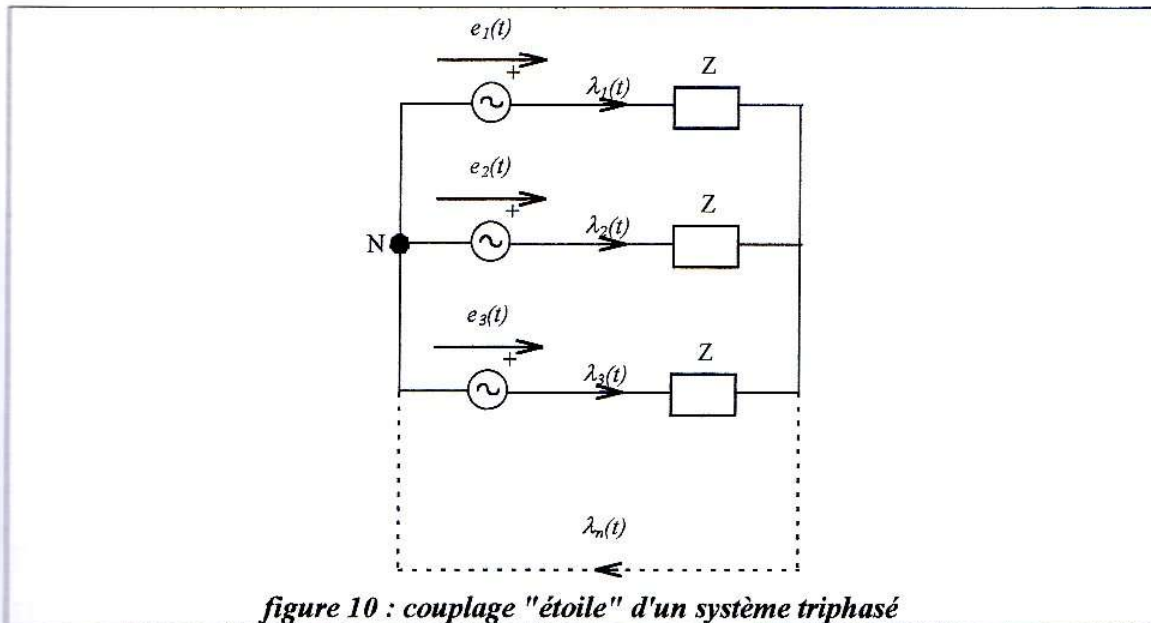 e₁(t)
+
λ₁(t)
Z
e₂(t)
+
N
λ₂(t)
Z
e₃(t)
+
λ₃(t)
Z
λₙ(t)
figure 10 : couplage "étoile" d'un système triphasé